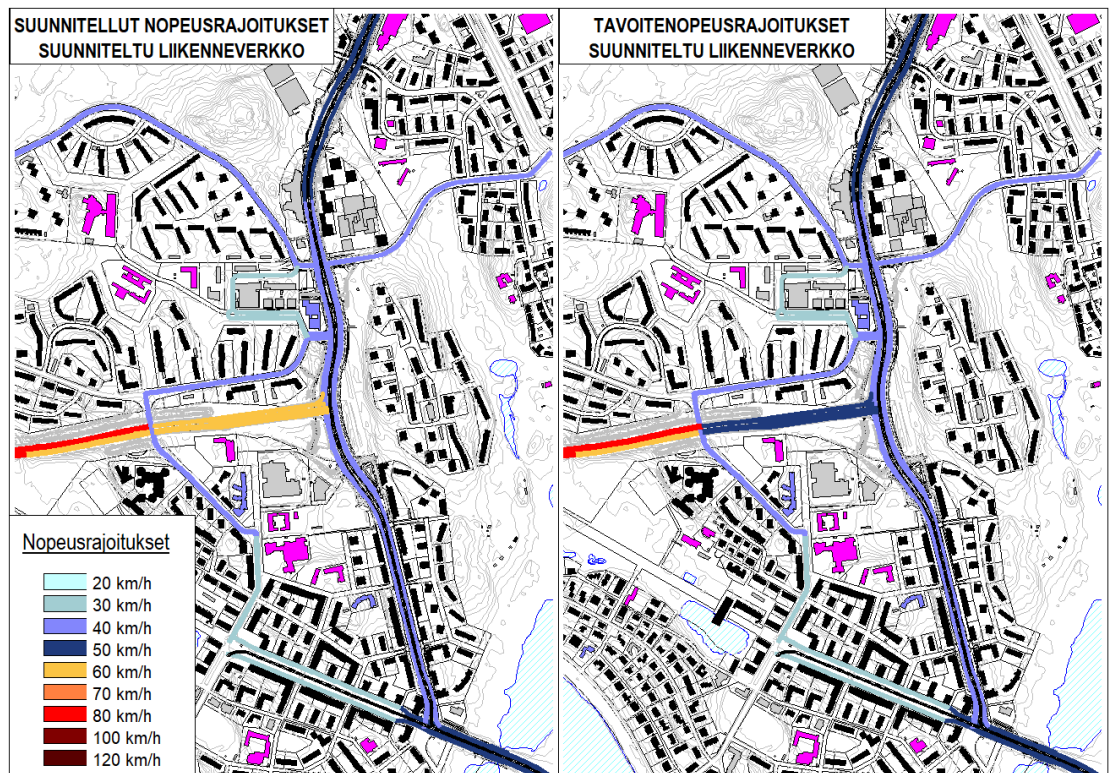 SUUNNITELLUT NOPEUSRAJOITUKSET
SUUNNITELTU LIIKENNEVERKKO
TAVOITENOPEUSRAJOITUKSET
SUUNNITELTU LIIKENNEVERKKO
Nopeusrajoitukset
20 km/h
30 km/h
40 km/h
50 km/h
60 km/h
70 km/h
80 km/h
100 km/h
120 km/h